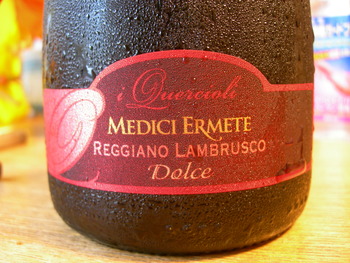 i Quercioli
MEDICI ERMETE
REGGIANO LAMBRUSCO
Dolce